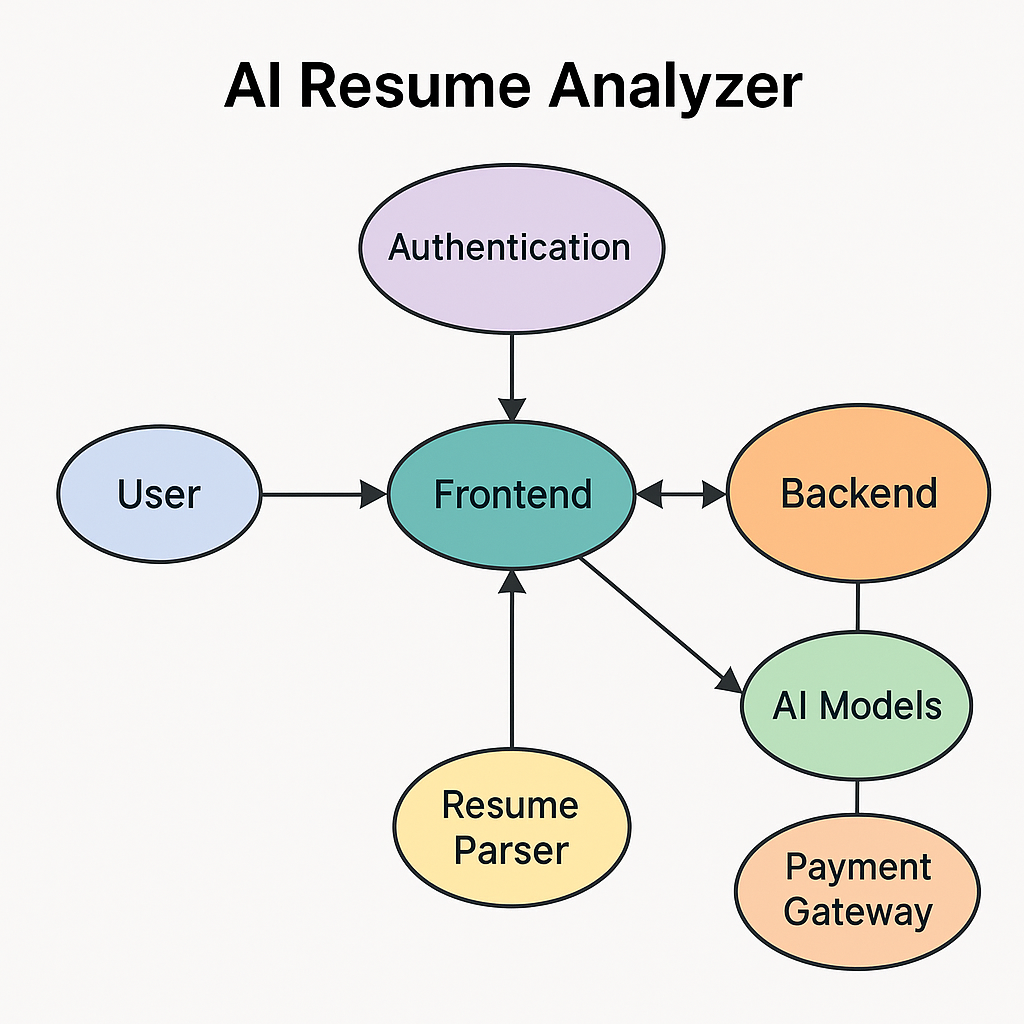 AI Resume Analyzer
Authentication
User
Frontend
Backend
AI Models
Resume
Parser
Payment
Gateway